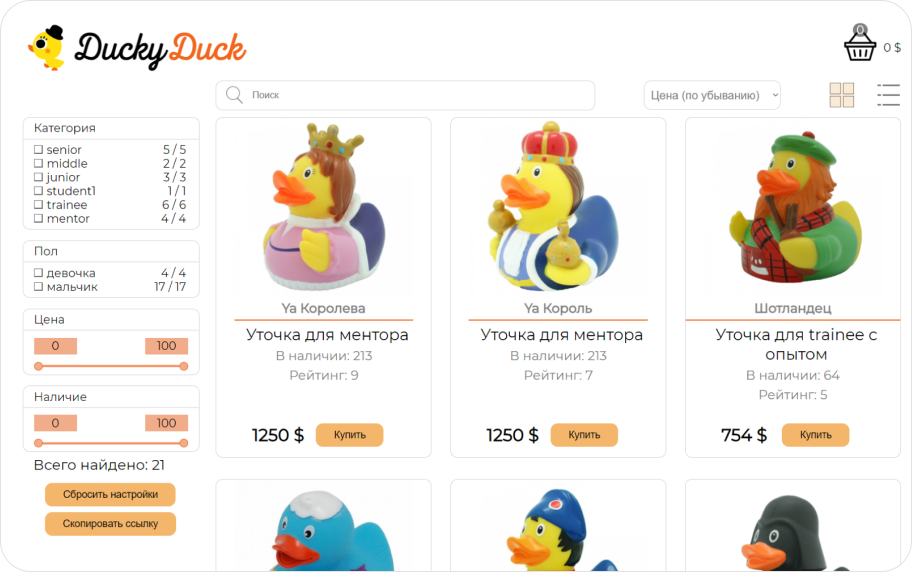 DuckyDuck
0
0 $
Поиск
Цена (по убыванию)
Категория
senior 5 / 5
middle 2 / 2
junior 3 / 3
student1 1 / 1
trainee 6 / 6
mentor 4 / 4
Пол
девочка 4 / 4
мальчик 17 / 17
Цена
0 100
Наличие
0 100
Всего найдено: 21
Сбросить настройки
Скопировать ссылку
Ya Королева
Уточка для ментора
В наличии: 213
Рейтинг: 9
1250 $ Купить
Ya Король
Уточка для ментора
В наличии: 213
Рейтинг: 7
1250 $ Купить
Шотландец
Уточка для trainee с
опытом
В наличии: 64
Рейтинг: 5
754 $ Купить